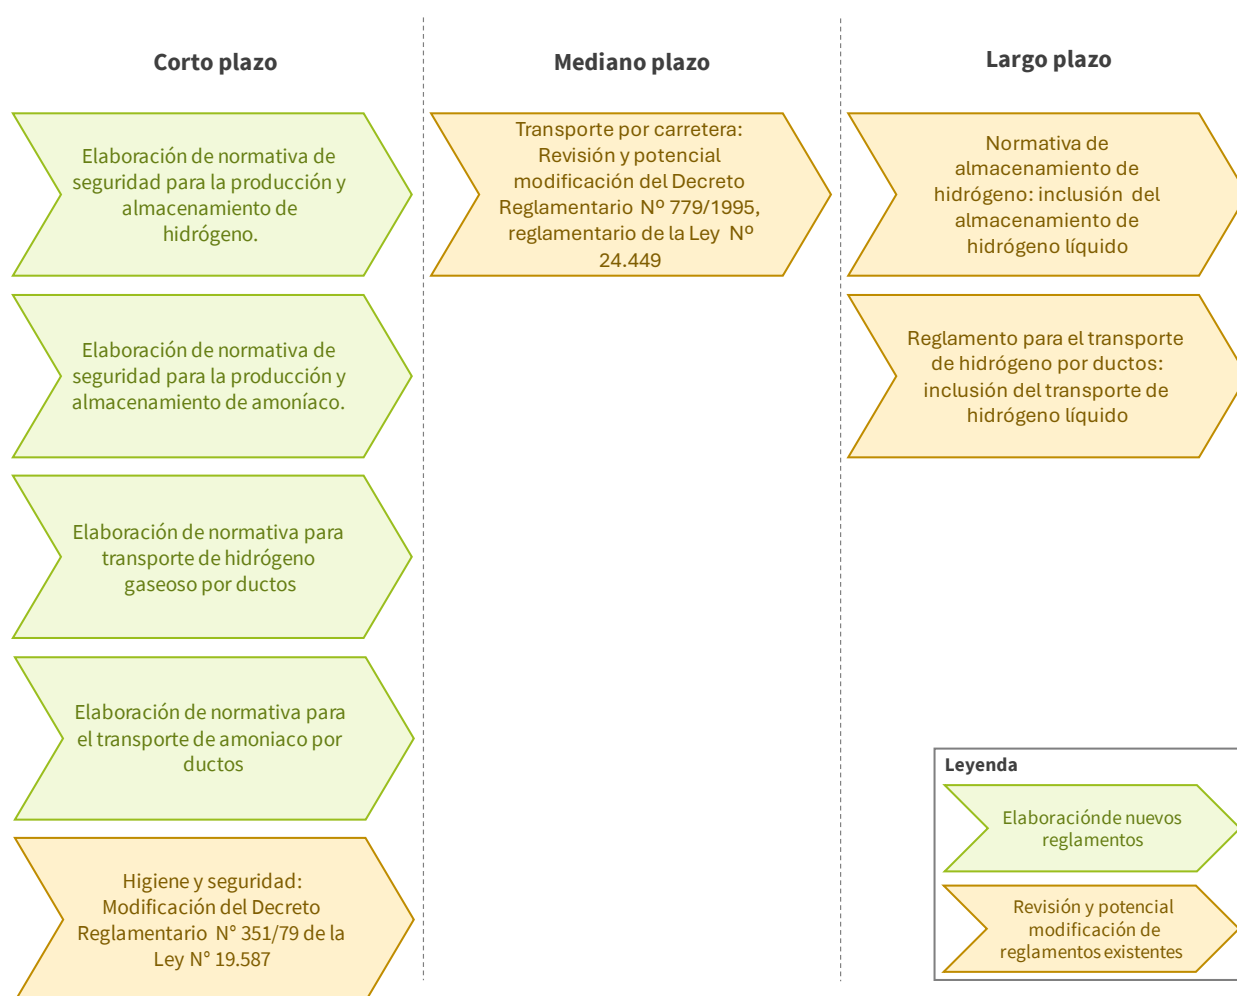 Corto plazo
Elaboración de normativa de
seguridad para la producción y
almacenamiento de
hidrógeno.
Elaboración de normativa de
seguridad para la producción y
almacenamiento de amoníaco.
Elaboración de normativa para
transporte de hidrógeno
gaseoso por ductos
Elaboración de normativa para
el transporte de amoniaco por
ductos
Higiene y seguridad:
Modificación del Decreto
Reglamentario N° 351/79 de la
Ley N° 19.587
Mediano plazo
Transporte por carretera:
Revisión y potencial
modificación del Decreto
Reglamentario Nº 779/1995,
reglamentario de la Ley Nº
24.449
Largo plazo
Normativa de
almacenamiento de
hidrógeno: inclusión del
almacenamiento de
hidrógeno líquido
Reglamento para el transporte
de hidrógeno por ductos:
inclusión del transporte de
hidrógeno líquido
Leyenda
Elaboraciónde nuevos
reglamentos
Revisión y potencial
modificación de
reglamentos existentes